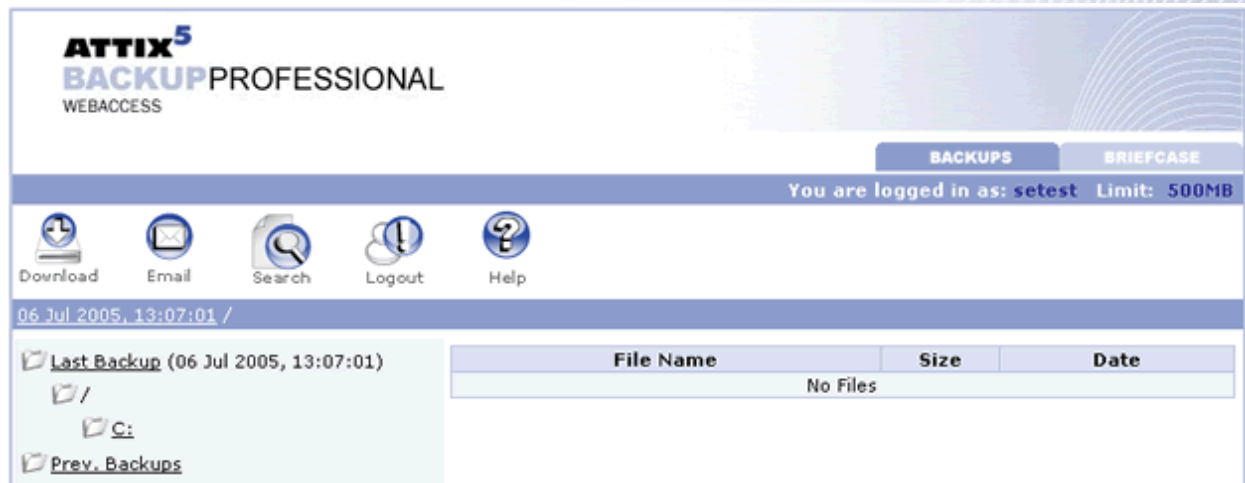 ATTIX5
BACKUPPROFESSIONAL
WEBACCESS
BACKUPS BRIEFCASE
You are logged in as: setest Limit: 500MB
Download Email Search Logout Help
06 Jul 2005, 13:07:01 /
Last Backup (06 Jul 2005, 13:07:01)
/
C:
Prev. Backups
File Name Size Date
No Files